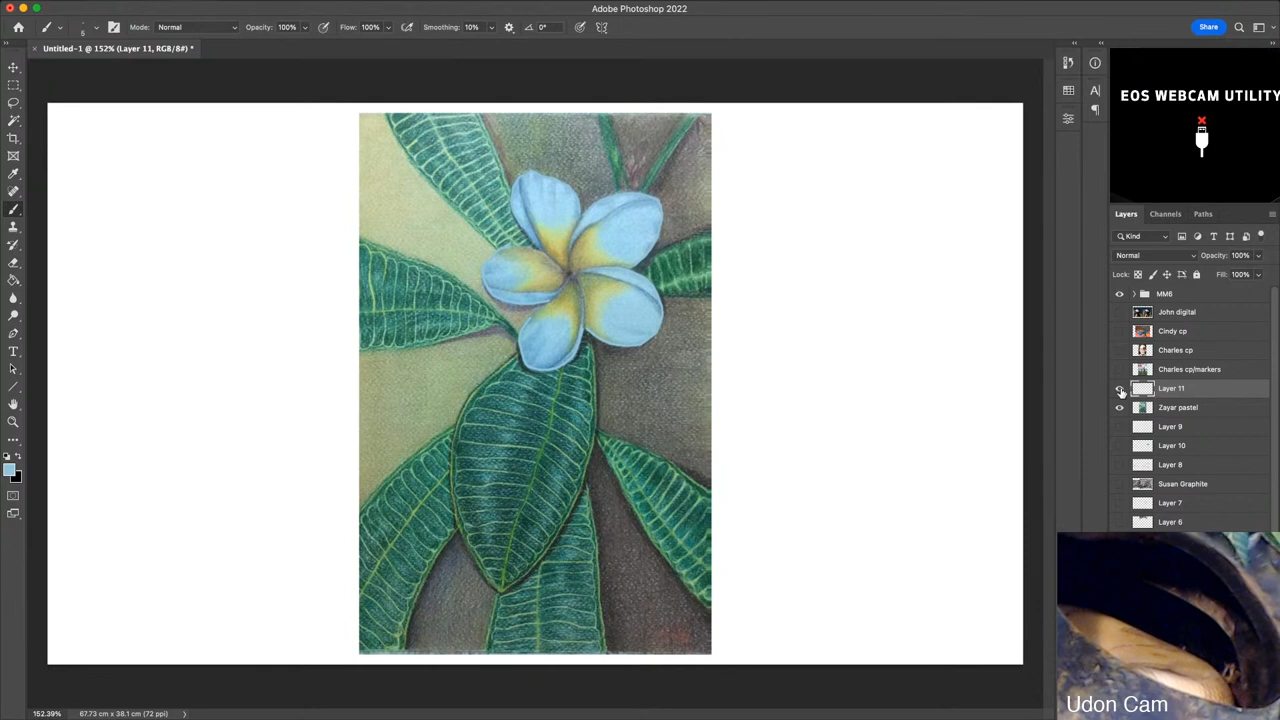 Adobe Photoshop 2022
5 Mode: Normal Opacity: 100% Flow: 100% Smoothing: 10% 0° Share
Untitled-1 @ 152% (Layer 11, RGB/8#) *
EOS WEBCAM UTILITY
Layers Channels Paths
Kind
Normal Opacity: 100%
Lock: Fill: 100%
MM6
John digital
Cindy cp
Charles cp
Charles cp/markers
Layer 11
Zayar pastel
Layer 9
Layer 10
Layer 8
Susan Graphite
Layer 7
Layer 6
Udon Cam
152.39% 67.73 cm x 38.1 cm (72 ppi)